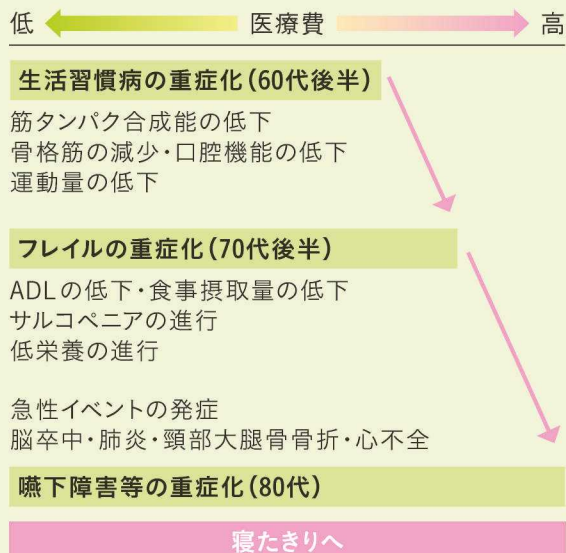 低 医療費 高
生活習慣病の重症化(60代後半)
筋タンパク合成能の低下
骨格筋の減少・口腔機能の低下
運動量の低下
フレイルの重症化(70代後半)
ADLの低下・食事摂取量の低下
サルコペニアの進行
低栄養の進行
急性イベントの発症
脳卒中・肺炎・頸部大腿骨骨折・心不全
嚥下障害等の重症化(80代)
寝たきりへ